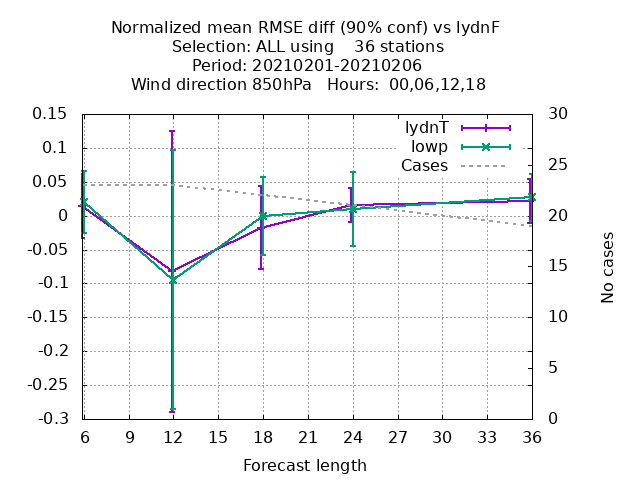 Normalized mean RMSE diff (90% conf) vs lydnF
Selection: ALL using    36 stations
Period: 20210201-20210206
Wind direction 850hPa   Hours:  00,06,12,18
0.15
0.1
0.05
0
-0.05
-0.1
-0.15
-0.2
-0.25
-0.3
lydnT
lowp
Cases
30
25
20
15
10
5
0
No cases
6 9 12 15 18 21 24 27 30 33 36
Forecast length